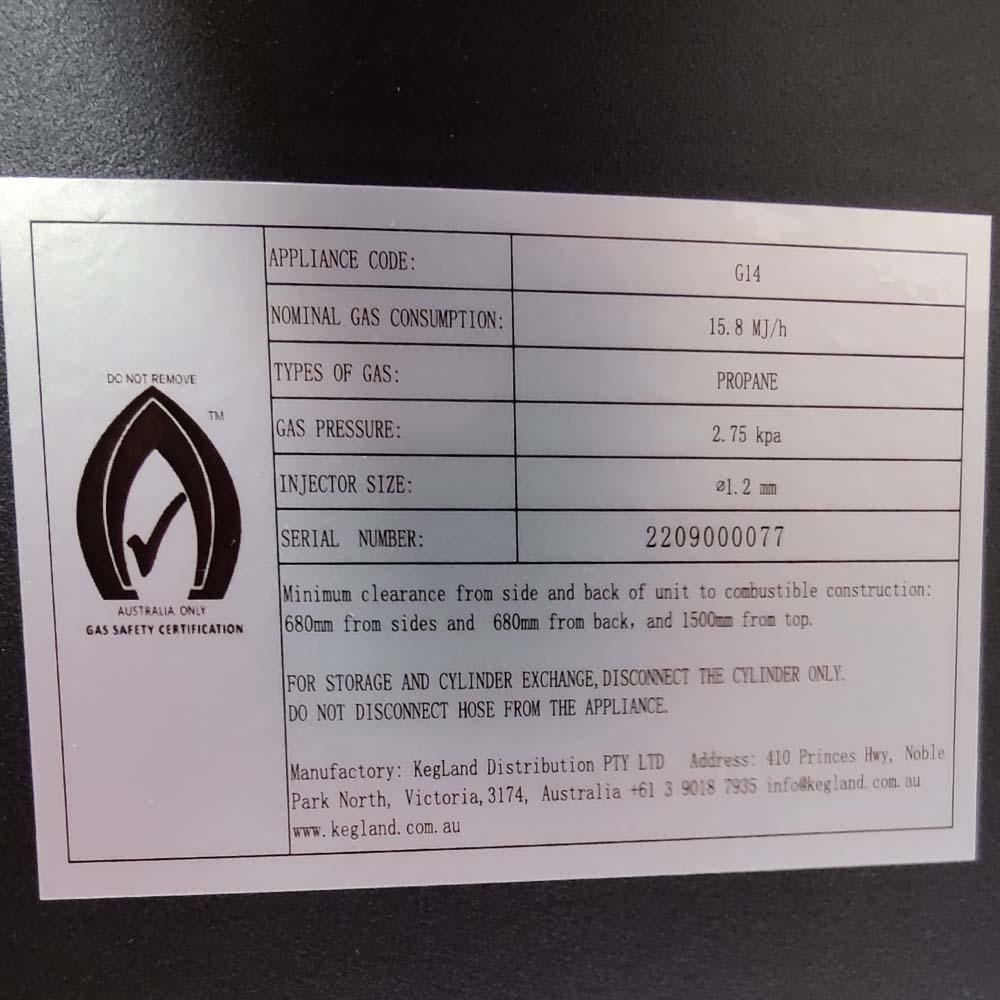 DO NOT REMOVE
TM
AUSTRALIA ONLY
GAS SAFETY CERTIFICATION
APPLIANCE CODE: G14
NOMINAL GAS CONSUMPTION: 15.8 MJ/h
TYPES OF GAS: PROPANE
GAS PRESSURE: 2.75 kpa
INJECTOR SIZE: ø1.2 mm
SERIAL NUMBER: 2209000077
Minimum clearance from side and back of unit to combustible construction:
680mm from sides and 680mm from back, and 1500mm from top.
FOR STORAGE AND CYLINDER EXCHANGE, DISCONNECT THE CYLINDER ONLY.
DO NOT DISCONNECT HOSE FROM THE APPLIANCE.
Manufactory: KegLand Distribution PTY LTD Address: 410 Princes Hwy, Noble
Park North, Victoria, 3174, Australia +61 3 9018 7935 info@kegland.com.au
www.kegland.com.au